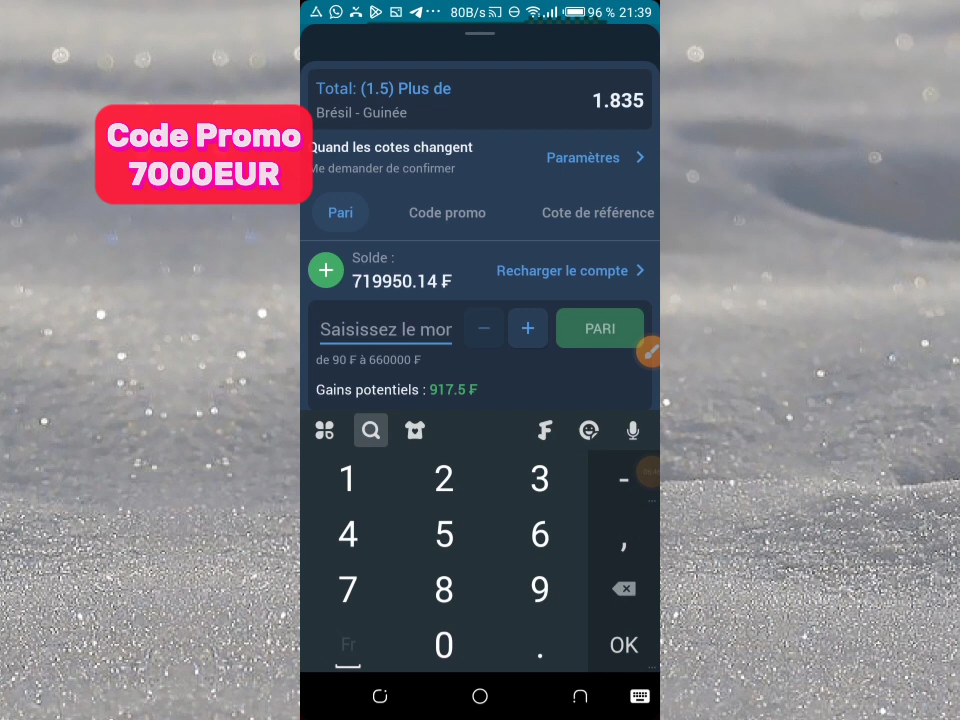 80B/s 96 % 21:39
Total: (1.5) Plus de
1.835
Brésil - Guinée
Code Promo
7000EUR
Quand les cotes changent
Me demander de confirmer
Paramètres
Pari Code promo Cote de référence
Solde :
719950.14 ₣
Recharger le compte
Saisissez le mor
PARI
de 90 ₣ à 660000 ₣
Gains potentiels : 917.5 ₣
1 2 3 -
4 5 6 ,
7 8 9
Fr 0 . OK